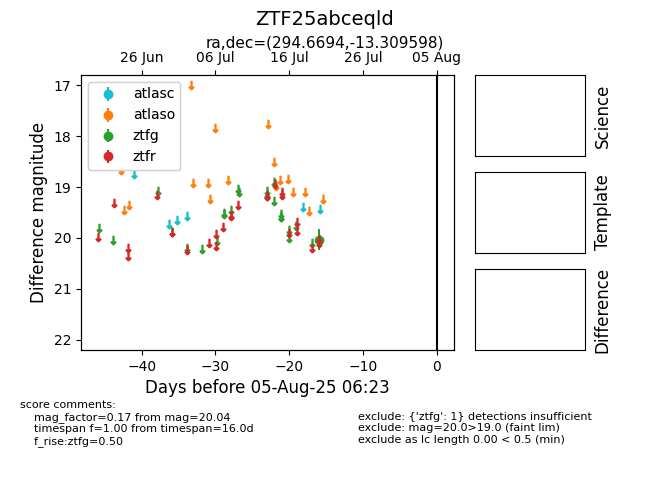 ZTF25abceqld
ra,dec=(294.6694,-13.309598)
26 Jun 06 Jul 16 Jul 26 Jul 05 Aug
atlasc
atlaso
ztfg
ztfr
17
18
19
20
21
22
Difference magnitude
−40 −30 −20 −10 0
Days before 05-Aug-25 06:23
Science
Template
Difference
score comments:
mag_factor=0.17 from mag=20.04
timespan f=1.00 from timespan=16.0d
f_rise:ztfg=0.50
exclude: {'ztfg': 1} detections insufficient
exclude: mag=20.0>19.0 (faint lim)
exclude as lc length 0.00 < 0.5 (min)